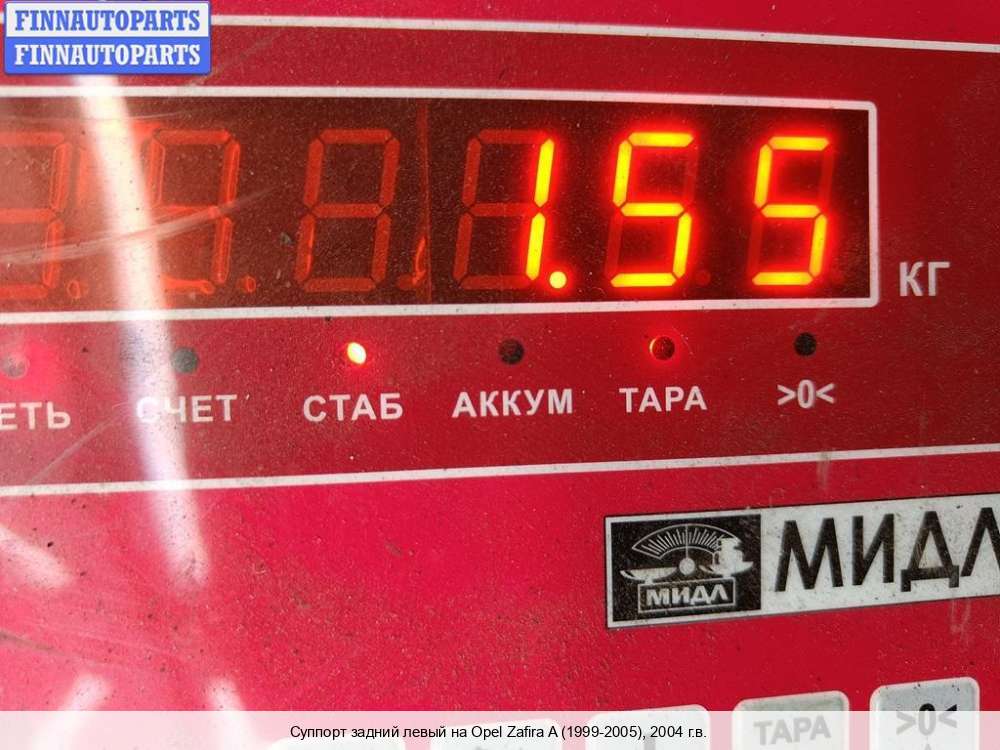 FINNAUTOPARTS
FINNAUTOPARTS
1.55
КГ
ЕТЬ СЧЕТ СТАБ АККУМ ТАРА >0<
МИДЛ МИДЛ
ТАРА >0<
Суппорт задний левый на Opel Zafira A (1999-2005), 2004 г.в.